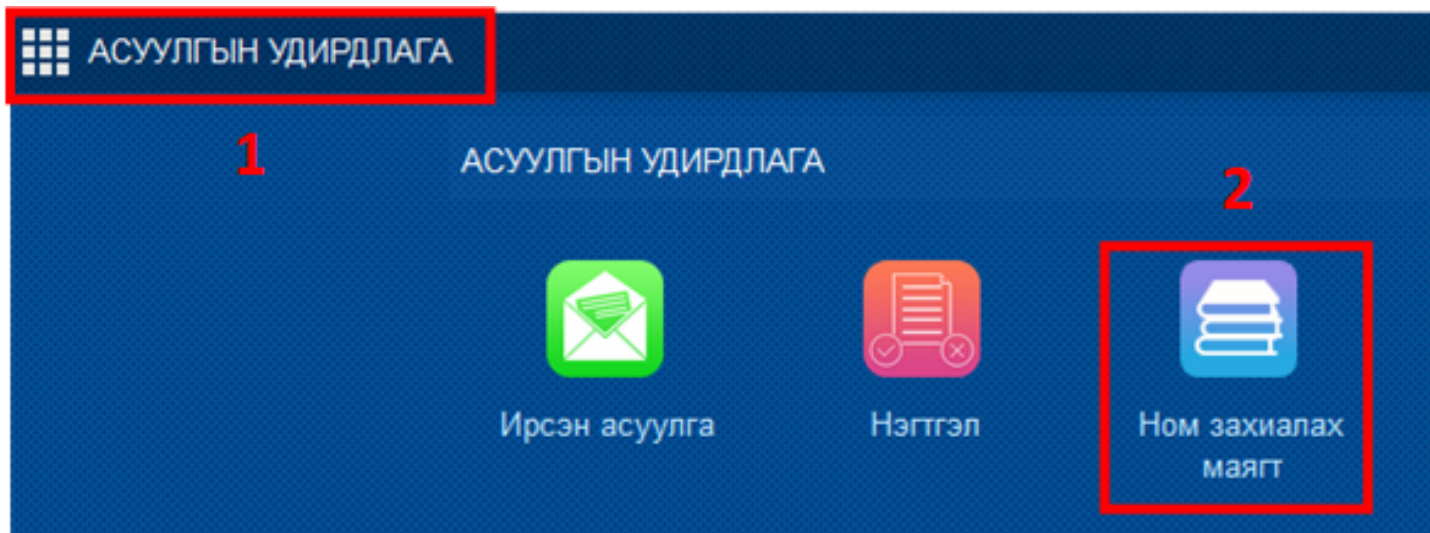 АСУУЛГЫН УДИРДЛАГА
1
АСУУЛГЫН УДИРДЛАГА
2
Ирсэн асуулга
Нэгтгэл
Ном захиалах
маягт